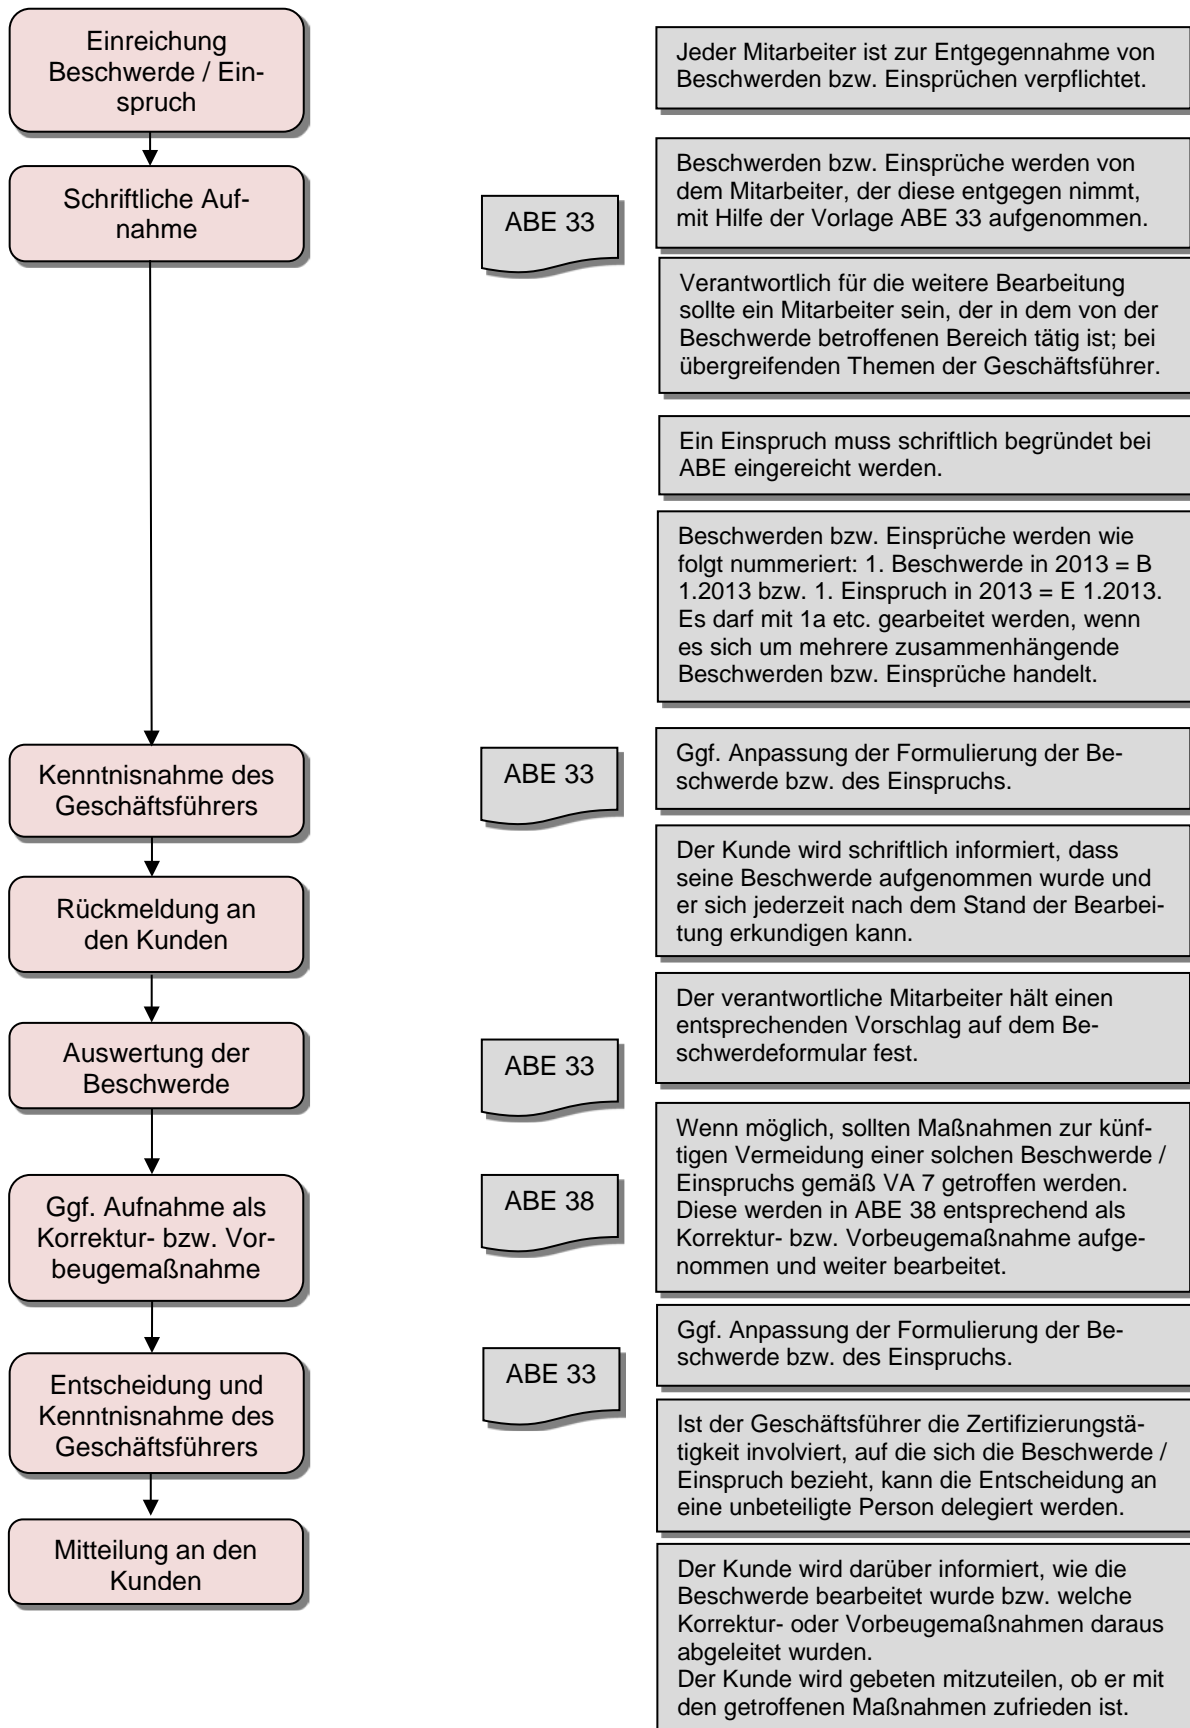 Einreichung
Beschwerde / Ein-
spruch
Jeder Mitarbeiter ist zur Entgegennahme von
Beschwerden bzw. Einsprüchen verpflichtet.
Schriftliche Auf-
nahme
ABE 33
Beschwerden bzw. Einsprüche werden von
dem Mitarbeiter, der diese entgegen nimmt,
mit Hilfe der Vorlage ABE 33 aufgenommen.
Verantwortlich für die weitere Bearbeitung
sollte ein Mitarbeiter sein, der in dem von der
Beschwerde betroffenen Bereich tätig ist; bei
übergreifenden Themen der Geschäftsführer.
Ein Einspruch muss schriftlich begründet bei
ABE eingereicht werden.
Beschwerden bzw. Einsprüche werden wie
folgt nummeriert: 1. Beschwerde in 2013 = B
1.2013 bzw. 1. Einspruch in 2013 = E 1.2013.
Es darf mit 1a etc. gearbeitet werden, wenn
es sich um mehrere zusammenhängende
Beschwerden bzw. Einsprüche handelt.
Kenntnisnahme des
Geschäftsführers
ABE 33
Ggf. Anpassung der Formulierung der Be-
schwerde bzw. des Einspruchs.
Rückmeldung an
den Kunden
Der Kunde wird schriftlich informiert, dass
seine Beschwerde aufgenommen wurde und
er sich jederzeit nach dem Stand der Bearbei-
tung erkundigen kann.
Auswertung der
Beschwerde
ABE 33
Der verantwortliche Mitarbeiter hält einen
entsprechenden Vorschlag auf dem Be-
schwerdeformular fest.
Ggf. Aufnahme als
Korrektur- bzw. Vor-
beugemaßnahme
ABE 38
Wenn möglich, sollten Maßnahmen zur künf-
tigen Vermeidung einer solchen Beschwerde /
Einspruchs gemäß VA 7 getroffen werden.
Diese werden in ABE 38 entsprechend als
Korrektur- bzw. Vorbeugemaßnahme aufge-
nommen und weiter bearbeitet.
Entscheidung und
Kenntnisnahme des
Geschäftsführers
ABE 33
Ggf. Anpassung der Formulierung der Be-
schwerde bzw. des Einspruchs.
Ist der Geschäftsführer die Zertifizierungstä-
tigkeit involviert, auf die sich die Beschwerde /
Einspruch bezieht, kann die Entscheidung an
eine unbeteiligte Person delegiert werden.
Mitteilung an den
Kunden
Der Kunde wird darüber informiert, wie die
Beschwerde bearbeitet wurde bzw. welche
Korrektur- oder Vorbeugemaßnahmen daraus
abgeleitet wurden.
Der Kunde wird gebeten mitzuteilen, ob er mit
den getroffenen Maßnahmen zufrieden ist.